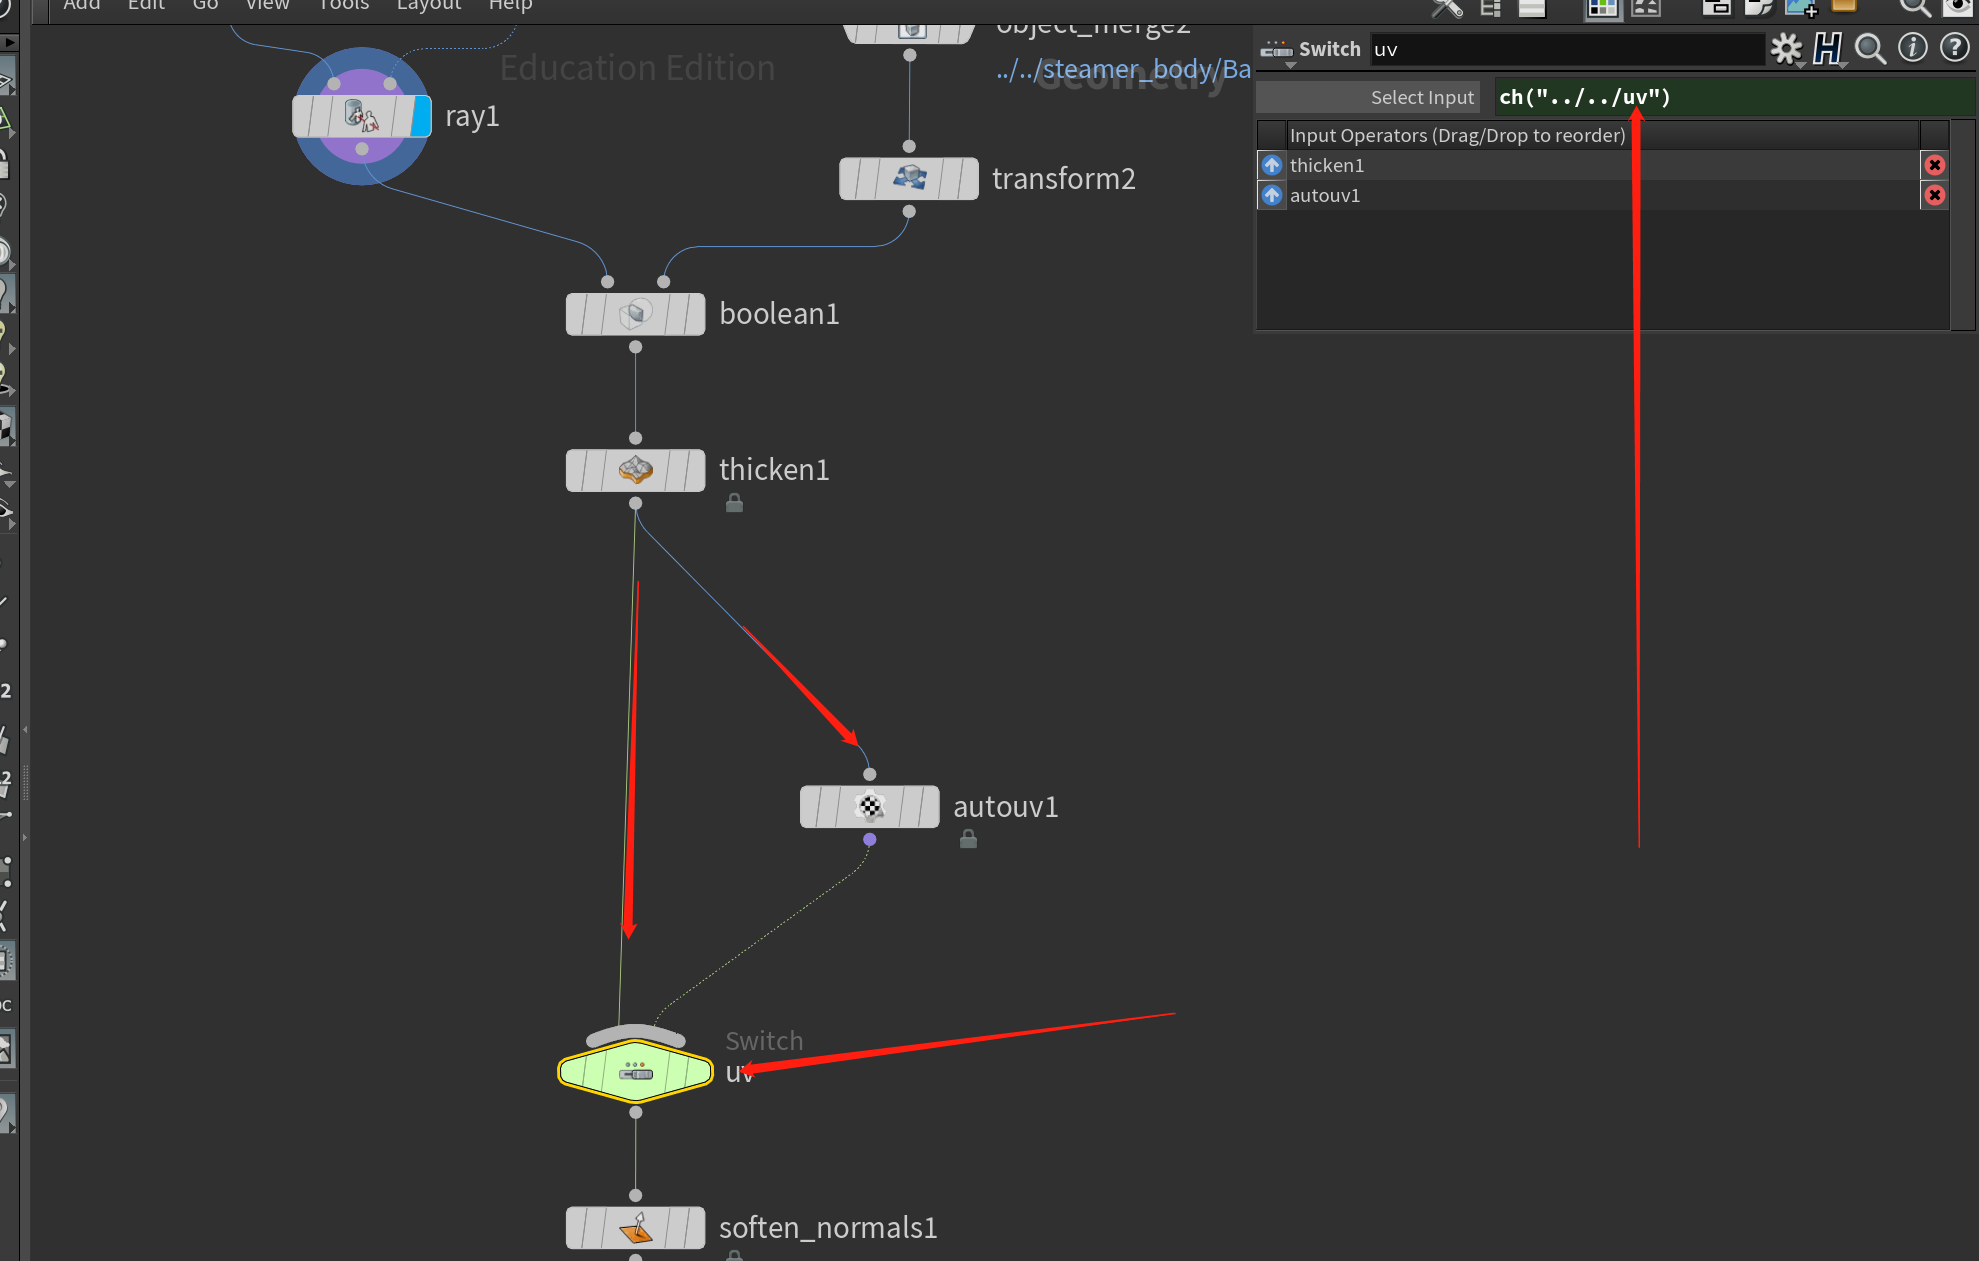 Add Edit Go View Tools Layout Help
Education Edition
object_merge2
../../steamer_body/Ba
Geometry
ray1
transform2
boolean1
thicken1
autouv1
Switch
uv
soften_normals1
Switch uv
Select Input ch("../../uv")
Input Operators (Drag/Drop to reorder)
thicken1
autouv1